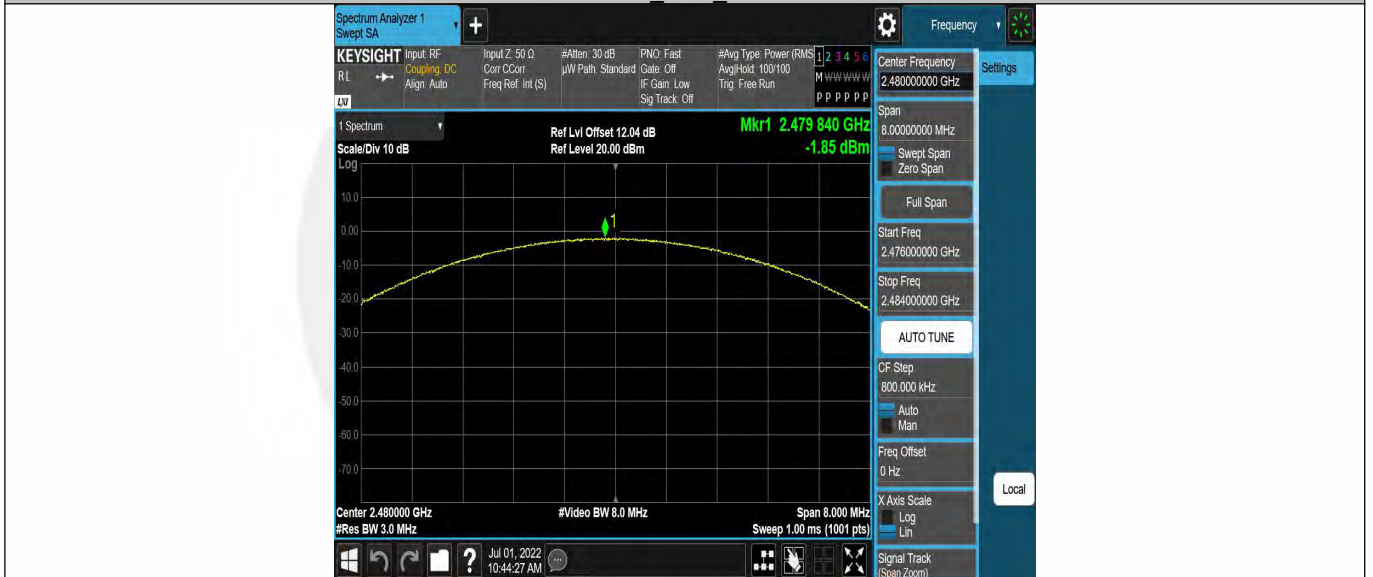 Spectrum Analyzer 1
Swept SA
+
Frequency
KEYSIGHT
RL
LXI
Input: RF
Coupling: DC
Align: Auto
Input Z: 50 Ω
Corr CCorr
Freq Ref: Int (S)
#Atten: 30 dB
µW Path: Standard
PNO: Fast
Gate: Off
IF Gain: Low
Sig Track: Off
#Avg Type: Power (RMS
Avg|Hold: 100/100
Trig: Free Run
1 2 3 4 5 6
M W W W W W
P P P P P P
1 Spectrum
Scale/Div 10 dB
Log
Ref Lvl Offset 12.04 dB
Ref Level 20.00 dBm
Mkr1 2.479 840 GHz
-1.85 dBm
1
10.0
0.00
-10.0
-20.0
-30.0
-40.0
-50.0
-60.0
-70.0
Center 2.480000 GHz
#Res BW 3.0 MHz
#Video BW 8.0 MHz
Span 8.000 MHz
Sweep 1.00 ms (1001 pts)
?
Jul 01, 2022
10:44:27 AM
Center Frequency
2.480000000 GHz
Settings
Span
8.00000000 MHz
Swept Span
Zero Span
Full Span
Start Freq
2.476000000 GHz
Stop Freq
2.484000000 GHz
AUTO TUNE
CF Step
800.000 kHz
Auto
Man
Freq Offset
0 Hz
X Axis Scale
Log
Lin
Local
Signal Track
(Span Zoom)